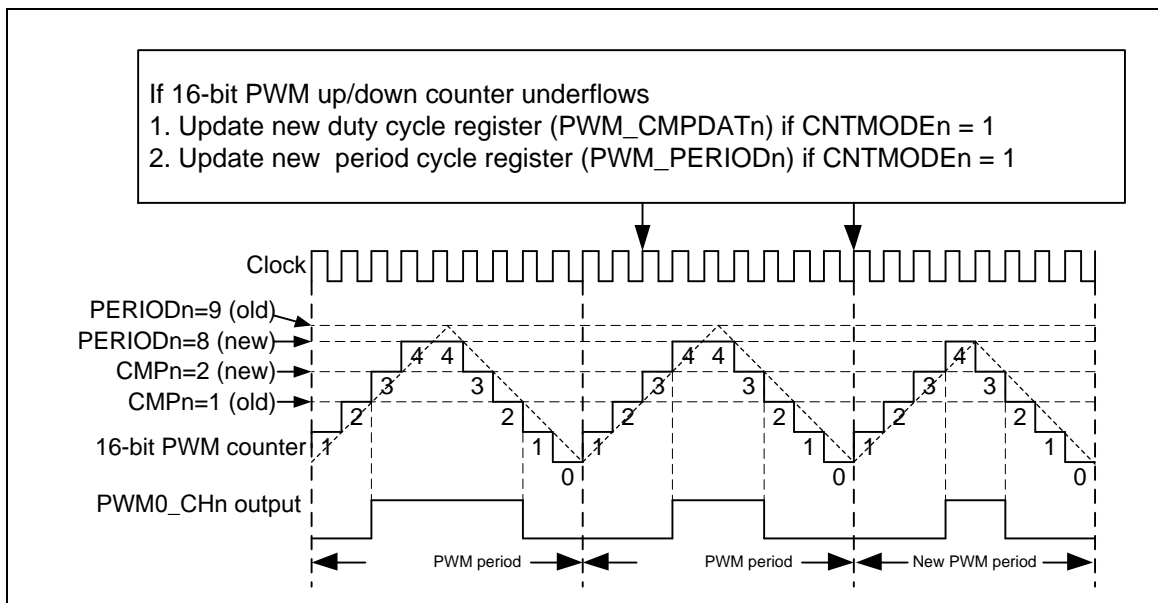 If 16-bit PWM up/down counter underflows
1. Update new duty cycle register (PWM_CMPDATn) if CNTMODEn = 1
2. Update new period cycle register (PWM_PERIODn) if CNTMODEn = 1
Clock
PERIODn=9 (old)
PERIODn=8 (new)
4 4 4 4 4
CMPn=2 (new)
3 3 3 3 3 3
CMPn=1 (old)
2 2 2 2 2 2
16-bit PWM counter
1 1 1 1 1 1
0 0 0
PWM0_CHn output
PWM period PWM period New PWM period